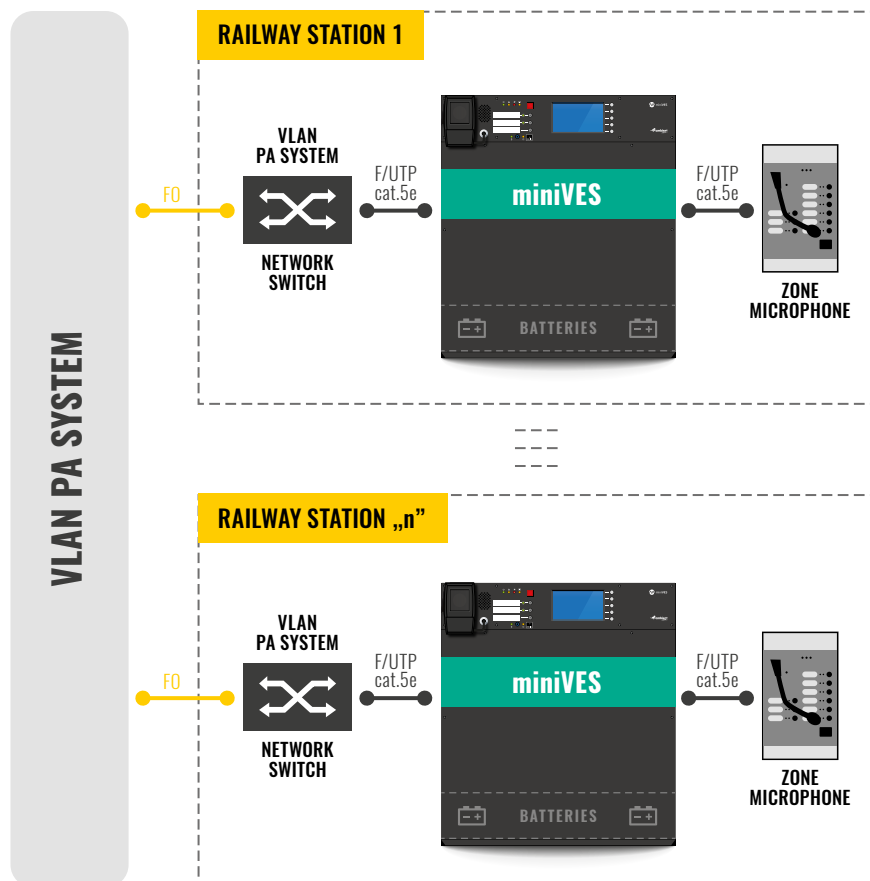 VLAN PA SYSTEM
RAILWAY STATION 1
VLAN
PA SYSTEM
FO
NETWORK
SWITCH
F/UTP
cat.5e
miniVES
BATTERIES
F/UTP
cat.5e
ZONE
MICROPHONE
RAILWAY STATION „n”
VLAN
PA SYSTEM
FO
NETWORK
SWITCH
F/UTP
cat.5e
miniVES
BATTERIES
F/UTP
cat.5e
ZONE
MICROPHONE